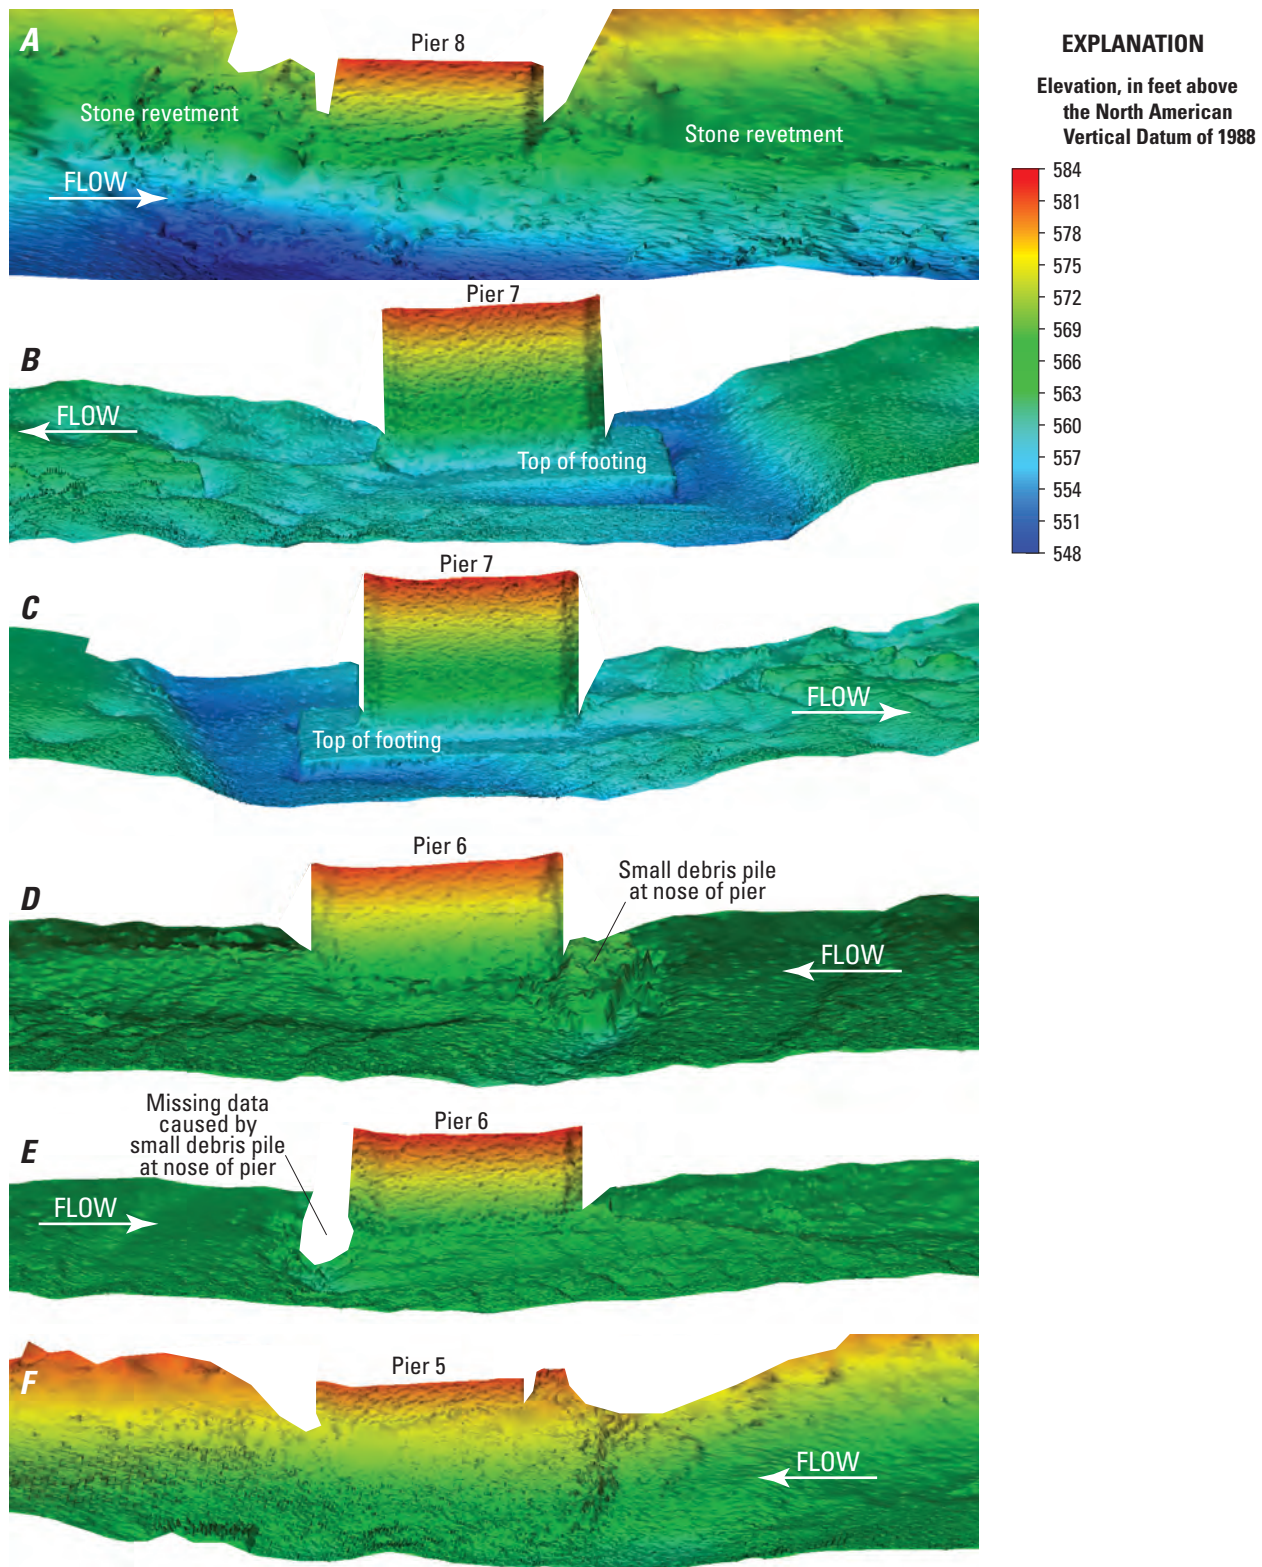 A
Pier 8
Stone revetment
Stone revetment
FLOW
EXPLANATION
Elevation, in feet above
the North American
Vertical Datum of 1988
584
581
578
575
572
569
566
563
560
557
554
551
548
B
Pier 7
FLOW
Top of footing
C
Pier 7
FLOW
Top of footing
D
Pier 6
Small debris pile
at nose of pier
FLOW
E
Missing data
caused by
small debris pile
at nose of pier
Pier 6
FLOW
F
Pier 5
FLOW